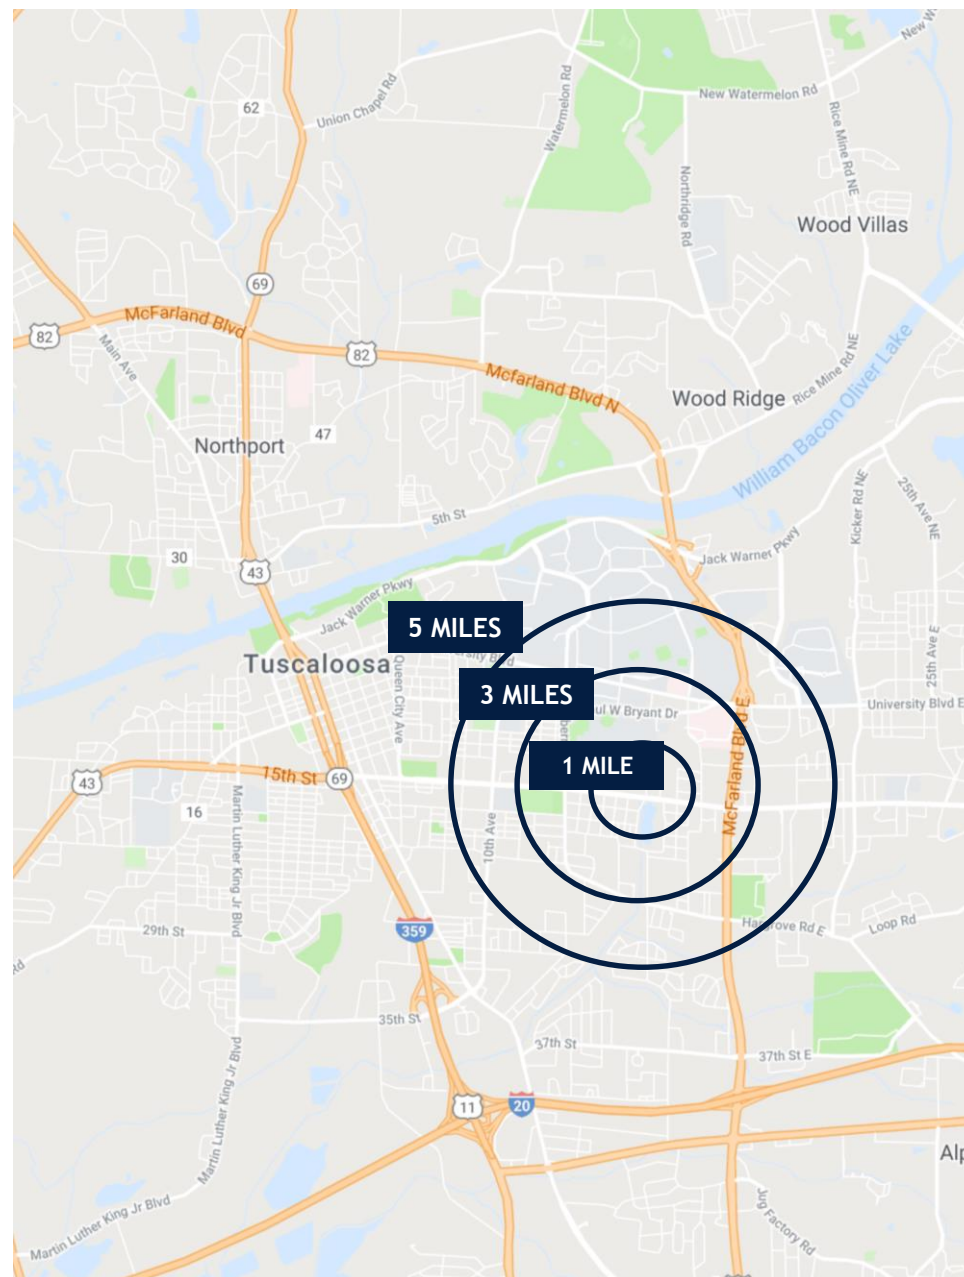 New W
62
Union Chapel Rd
Watermelon Rd
New Watermelon Rd
Rice Mine Rd NE
Northridge Rd
Wood Villas
69
McFarland Blvd
82
82
Main Ave
Mcfarland Blvd N
Wood Ridge
Rice Mine Rd NE
William Bacon Oliver Lake
Northport
47
5th St
Kicker Rd NE
25th Ave NE
30
43
Jack Warner Pkwy
Jack Warner Pkwy
5 MILES
Tuscaloosa
rsity Blvd
Queen City Ave
25th Ave E
3 MILES
ul W Bryant Dr
University Blvd E
McFarland Blvd E
1 MILE
43
15th St
69
16
Martin Luther King Jr Blvd
10th Ave
29th St
359
Hargrove Rd E
Loop Rd
Rd
35th St
37th St
37th St E
11
20
Martin Luther King Jr Blvd
Alp
Martin Luther King Jr Blvd
Jug Factory Rd